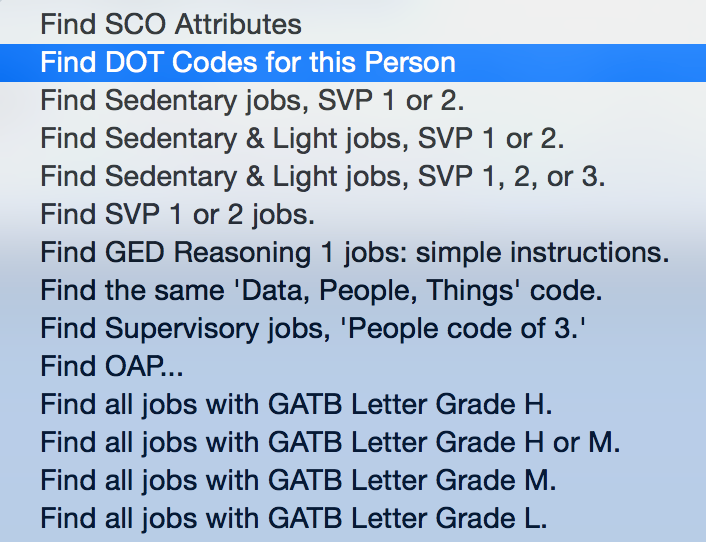 Find SCO Attributes
Find DOT Codes for this Person
Find Sedentary jobs, SVP 1 or 2.
Find Sedentary & Light jobs, SVP 1 or 2.
Find Sedentary & Light jobs, SVP 1, 2, or 3.
Find SVP 1 or 2 jobs.
Find GED Reasoning 1 jobs: simple instructions.
Find the same 'Data, People, Things' code.
Find Supervisory jobs, 'People code of 3.'
Find OAP...
Find all jobs with GATB Letter Grade H.
Find all jobs with GATB Letter Grade H or M.
Find all jobs with GATB Letter Grade M.
Find all jobs with GATB Letter Grade L.